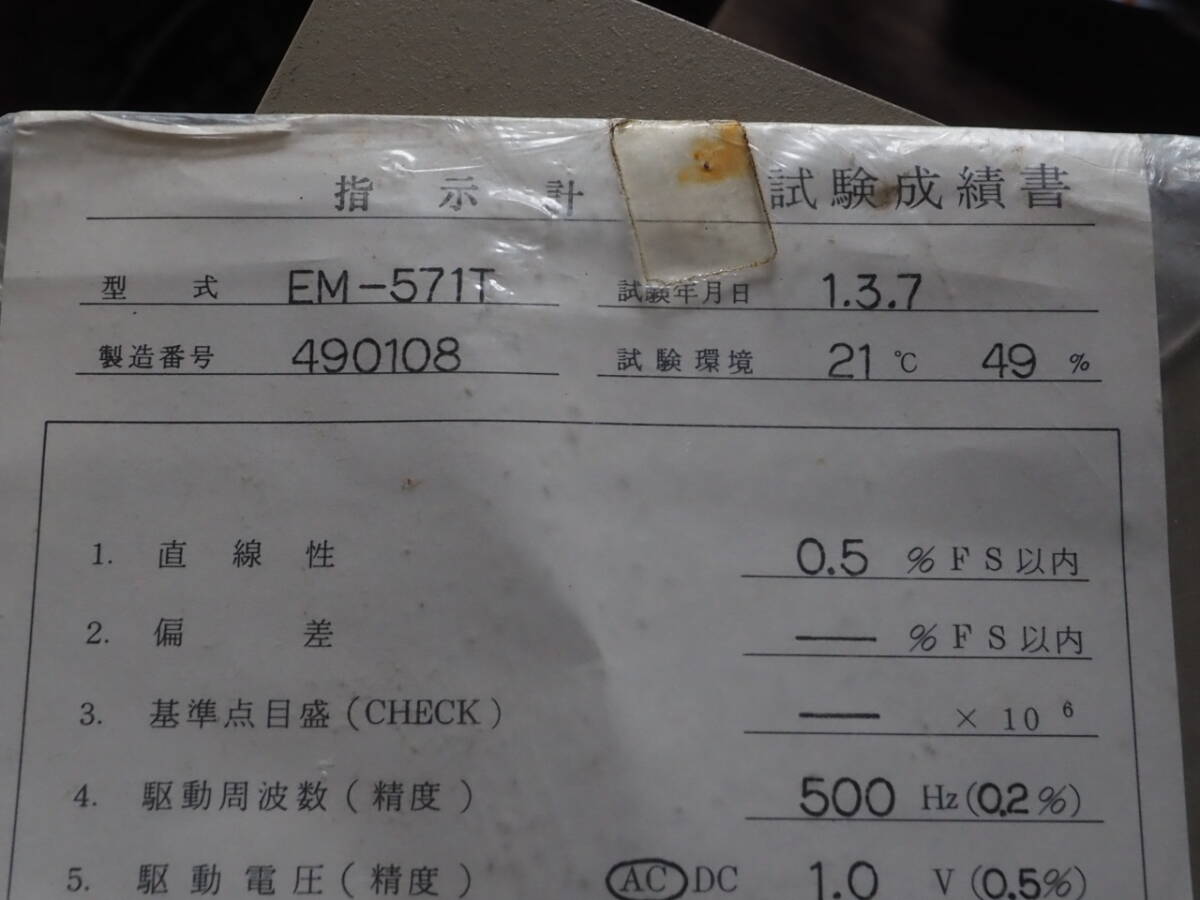 指示計 試験成績書
型式 EM-571T 試験年月日 1.3.7
製造番号 490108 試験環境 21 ℃ 49 %
1. 直線性 0.5 % F S 以内
2. 偏差 — % F S 以内
3. 基準点目盛 (CHECK) — × 10 6
4. 駆動周波数 (精度) 500 Hz (0.2%)
5. 駆動電圧 (精度) AC DC 1.0 V (0.5%)